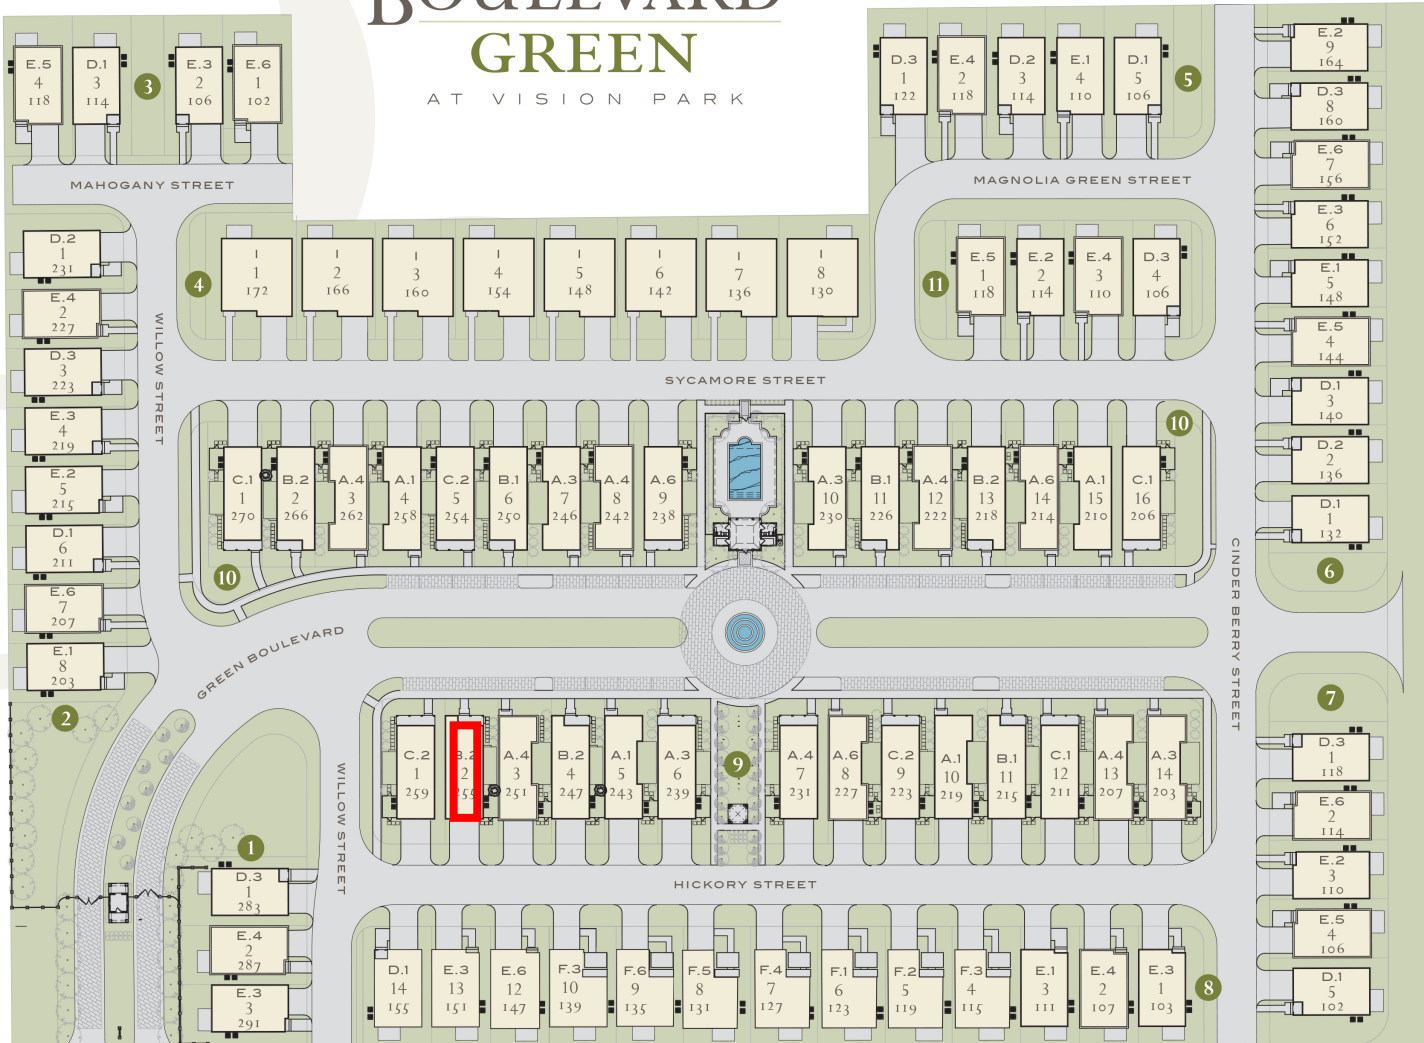 BOULEVARD
GREEN
AT VISION PARK
E.5
4
118
D.1
3
114
3
E.3
2
106
E.6
1
102
MAHOGANY STREET
D.3
1
122
E.4
2
118
D.2
3
114
E.1
4
110
D.1
5
106
5
MAGNOLIA GREEN STREET
E.2
9
164
D.3
8
160
E.6
7
156
E.3
6
152
E.1
5
148
E.5
4
144
D.1
3
140
D.2
2
136
D.1
1
132
6
D.2
1
231
E.4
2
227
D.3
3
223
E.3
4
219
E.2
5
215
D.1
6
211
E.6
7
207
E.1
8
203
2
WILLOW STREET
4
I
1
172
I
2
166
I
3
160
I
4
154
I
5
148
I
6
142
I
7
136
I
8
130
11
E.5
1
118
E.2
2
114
E.4
3
110
D.3
4
106
SYCAMORE STREET
10
C.1
1
270
B.2
2
266
A.4
3
262
A.1
4
258
C.2
5
254
B.1
6
250
A.3
7
246
A.4
8
242
A.6
9
238
A.3
10
230
B.1
11
226
A.4
12
222
B.2
13
218
A.6
14
214
A.1
15
210
C.1
16
206
10
CINDER BERRY STREET
GREEN BOULEVARD
C.2
1
259
B.2
2
255
A.4
3
251
B.2
4
247
A.1
5
243
A.3
6
239
9
A.4
7
231
A.6
8
227
C.2
9
223
A.1
10
219
B.1
11
215
C.1
12
211
A.4
13
207
A.3
14
203
7
D.3
1
118
E.6
2
114
E.2
3
110
E.5
4
106
D.1
5
102
WILLOW STREET
HICKORY STREET
1
D.3
1
283
E.4
2
287
E.3
3
291
D.1
14
155
E.3
13
151
E.6
12
147
F.3
10
139
F.6
9
135
F.5
8
131
F.4
7
127
F.1
6
123
F.2
5
119
F.3
4
115
E.1
3
111
E.4
2
107
E.3
1
103
8